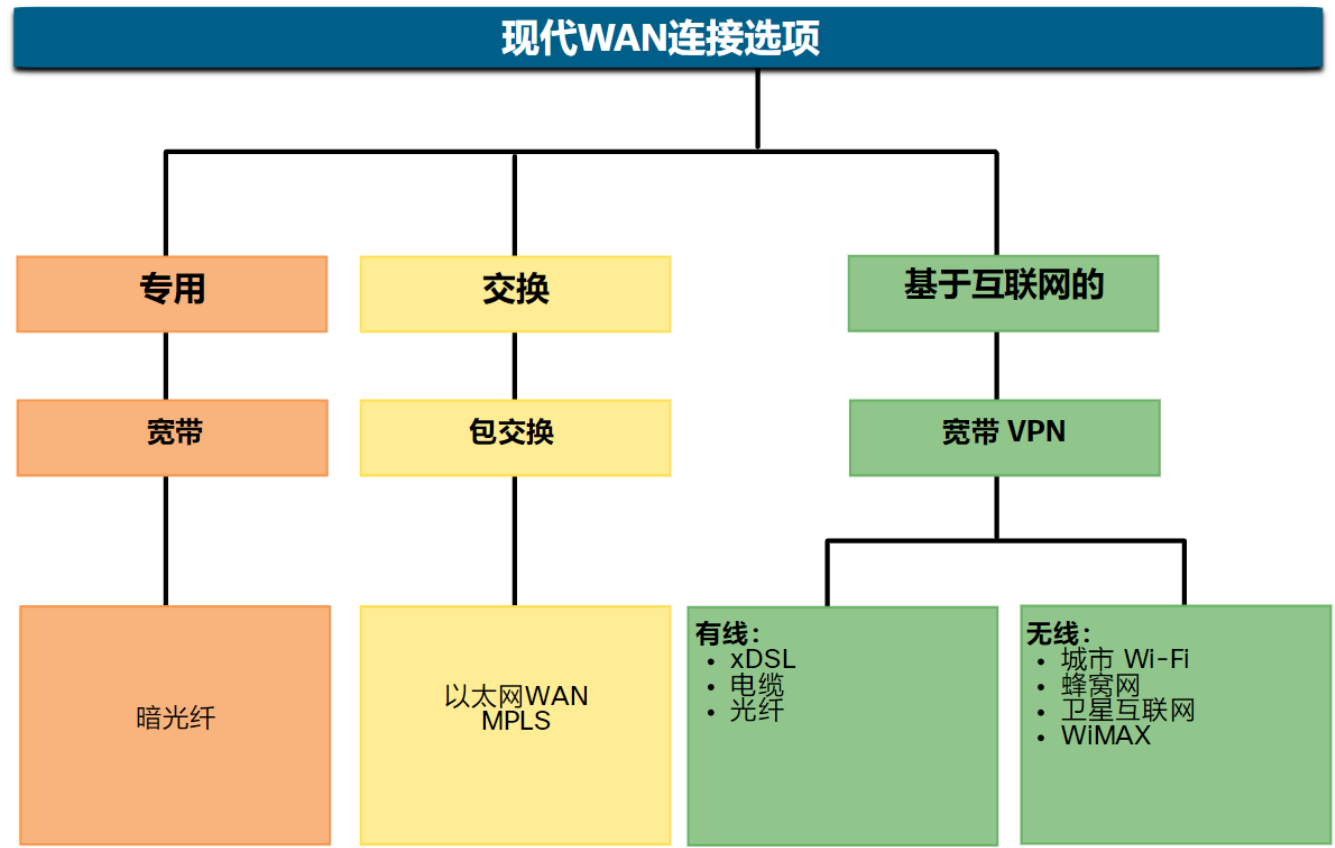 现代WAN连接选项
专用
交换
基于互联网的
宽带
包交换
宽带 VPN
暗光纤
以太网WAN
MPLS
有线：
• xDSL
• 电缆
• 光纤
无线：
• 城市 Wi-Fi
• 蜂窝网
• 卫星互联网
• WiMAX